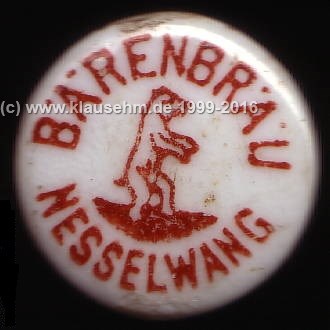 BÄRENBRÄU
(c) www.klausehm.de 1999-2016
NESSELWANG